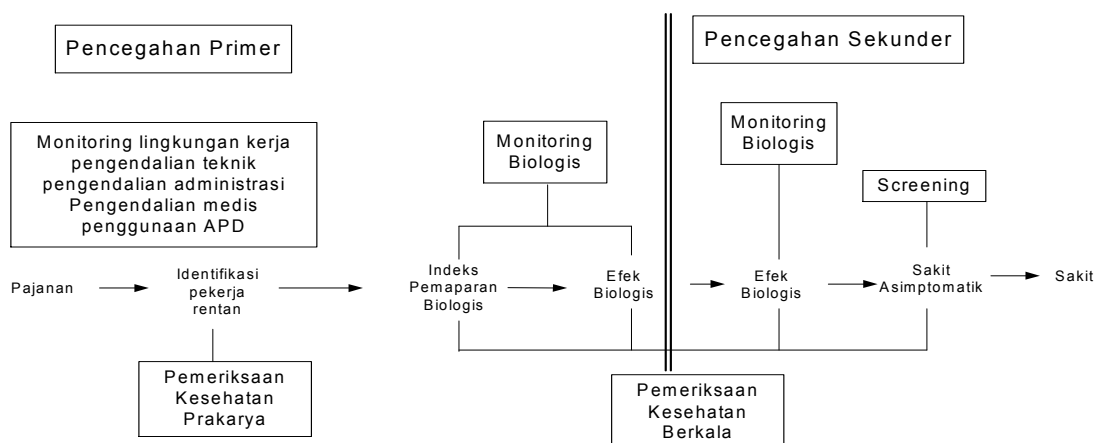 Pencegahan Primer
Pencegahan Sekunder
Monitoring lingkungan kerja
pengendalian teknik
pengendalian administrasi
Pengendalian medis
penggunaan APD
Monitoring
Biologis
Monitoring
Biologis
Screening
Pajanan
Identifikasi
pekerja
rentan
Indeks
Pemaparan
Biologis
Efek
Biologis
Efek
Biologis
Sakit
Asimptomatik
Sakit
Pemeriksaan
Kesehatan
Prakarya
Pemeriksaan
Kesehatan
Berkala